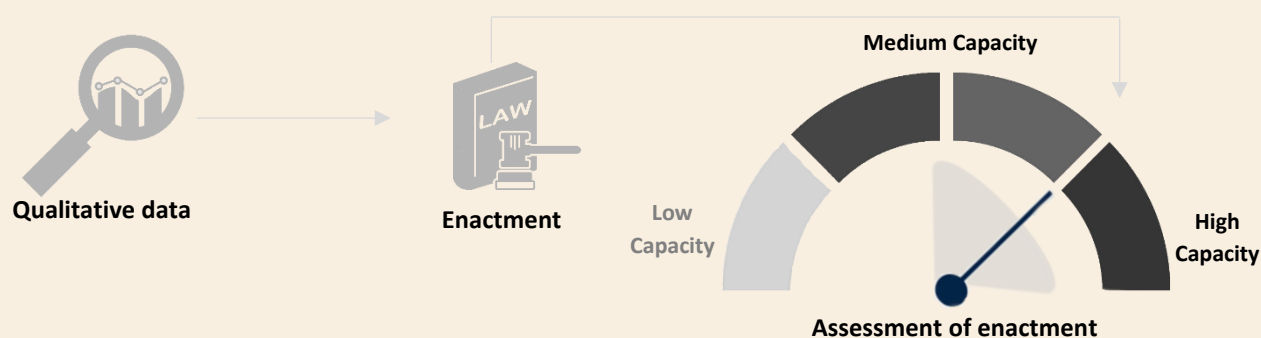 Medium Capacity
LAW
Qualitative data
Enactment
Low
Capacity
High
Capacity
Assessment of enactment